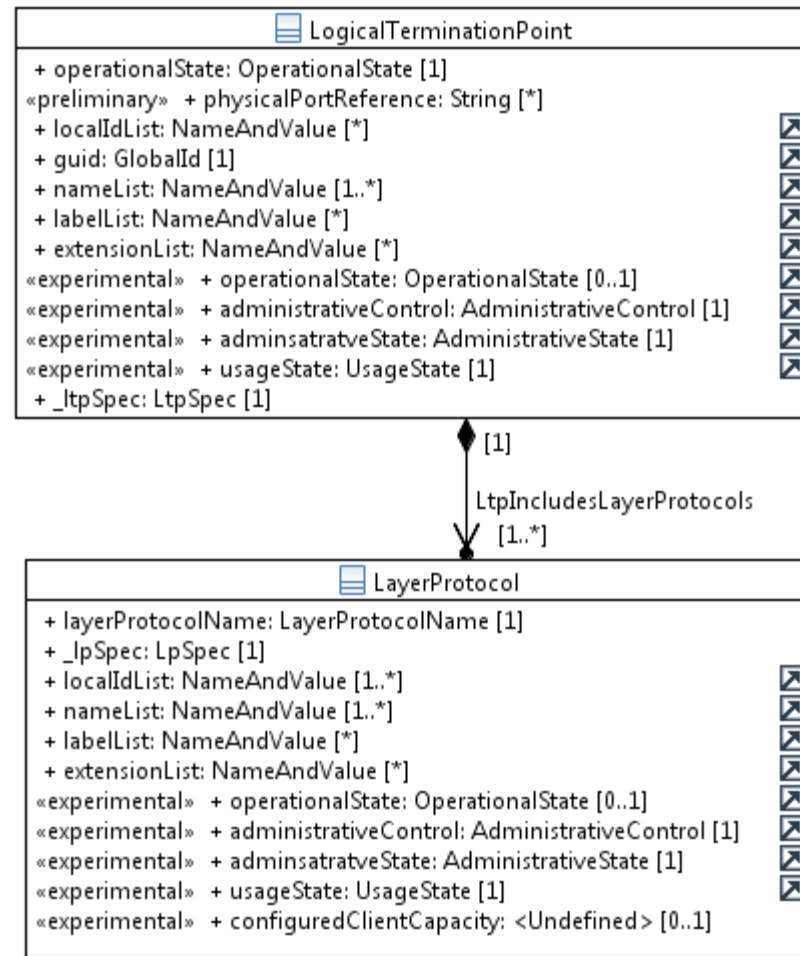 LogicalTerminationPoint
+ operationalState: OperationalState [1]
«preliminary» + physicalPortReference: String [*]
+ localIdList: NameAndValue [*]
+ guid: GlobalId [1]
+ nameList: NameAndValue [1..*]
+ labelList: NameAndValue [*]
+ extensionList: NameAndValue [*]
«experimental» + operationalState: OperationalState [0..1]
«experimental» + administrativeControl: AdministrativeControl [1]
«experimental» + adminsatratveState: AdministrativeState [1]
«experimental» + usageState: UsageState [1]
+ _ltpSpec: LtpSpec [1]
[1]
LtpIncludesLayerProtocols
[1..*]
LayerProtocol
+ layerProtocolName: LayerProtocolName [1]
+ _lpSpec: LpSpec [1]
+ localIdList: NameAndValue [1..*]
+ nameList: NameAndValue [1..*]
+ labelList: NameAndValue [*]
+ extensionList: NameAndValue [*]
«experimental» + operationalState: OperationalState [0..1]
«experimental» + administrativeControl: AdministrativeControl [1]
«experimental» + adminsatratveState: AdministrativeState [1]
«experimental» + usageState: UsageState [1]
«experimental» + configuredClientCapacity: <Undefined> [0..1]